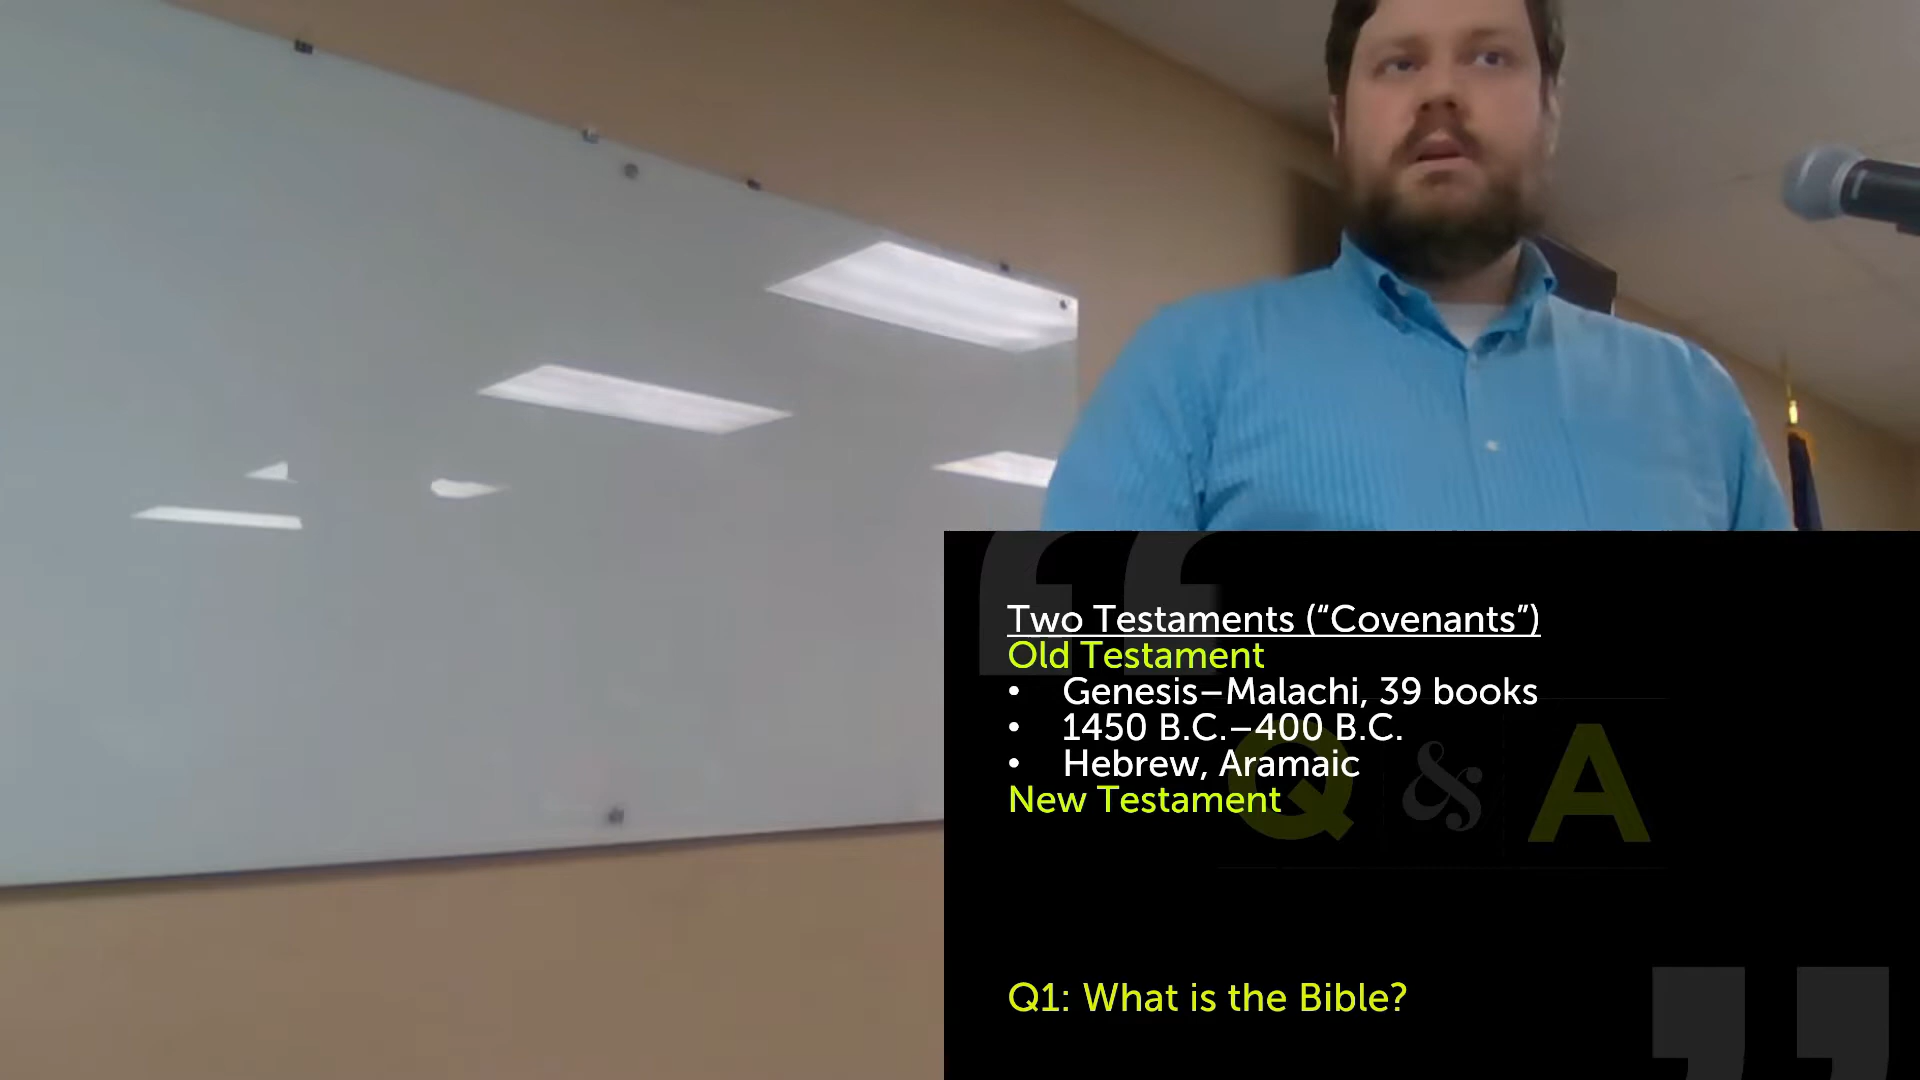 Two Testaments (“Covenants”)
Old Testament
• Genesis–Malachi, 39 books
• 1450 B.C.–400 B.C.
• Hebrew, Aramaic
New Testament
Q & A
Q1: What is the Bible?